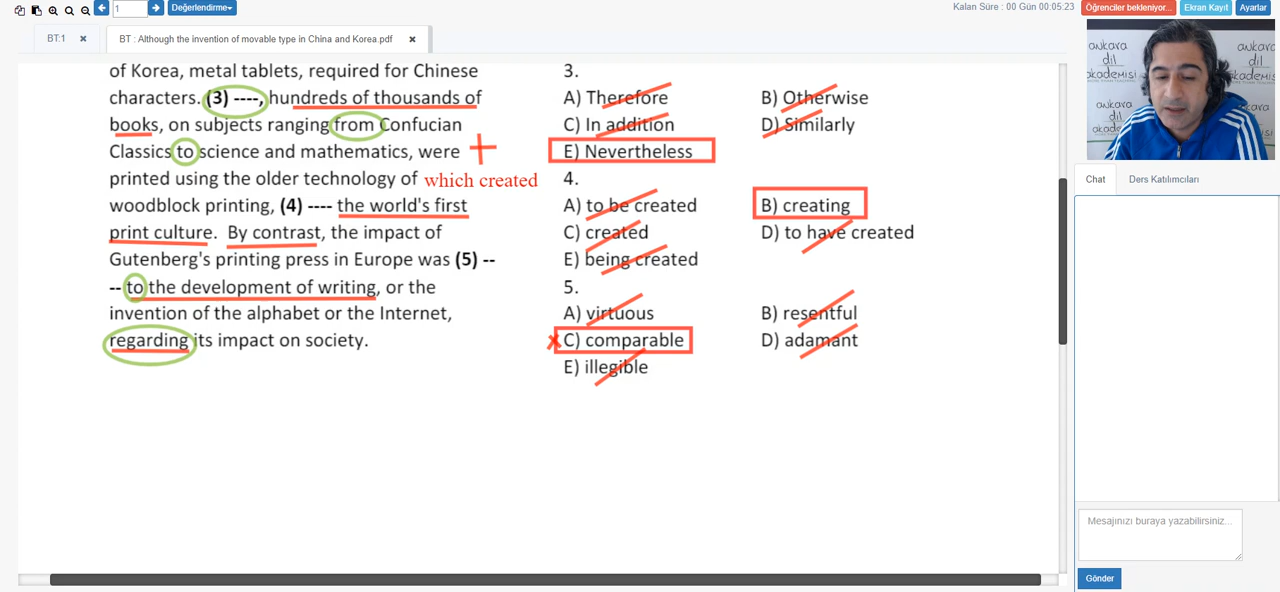 1
Değerlendirme
Kalan Süre : 00 Gün 00:05:23
Öğrenciler bekleniyor...
Ekran Kayıt
Ayarlar
BT:1 ×
BT : Although the invention of movable type in China and Korea.pdf ×
of Korea, metal tablets, required for Chinese
characters. (3) ----, hundreds of thousands of
books, on subjects ranging from Confucian
Classics to science and mathematics, were
printed using the older technology of which created
woodblock printing, (4) ---- the world's first
print culture. By contrast, the impact of
Gutenberg's printing press in Europe was (5) --
-- to the development of writing, or the
invention of the alphabet or the Internet,
regarding its impact on society.
3.
A) Therefore B) Otherwise
C) In addition D) Similarly
E) Nevertheless
4.
A) to be created B) creating
C) created D) to have created
E) being created
5.
A) virtuous B) resentful
C) comparable D) adamant
E) illegible
ankara
dil
akademisi
ankara
dil
akademisi
Chat
Ders Katılımcıları
Mesajınızı buraya yazabilirsiniz...
Gönder